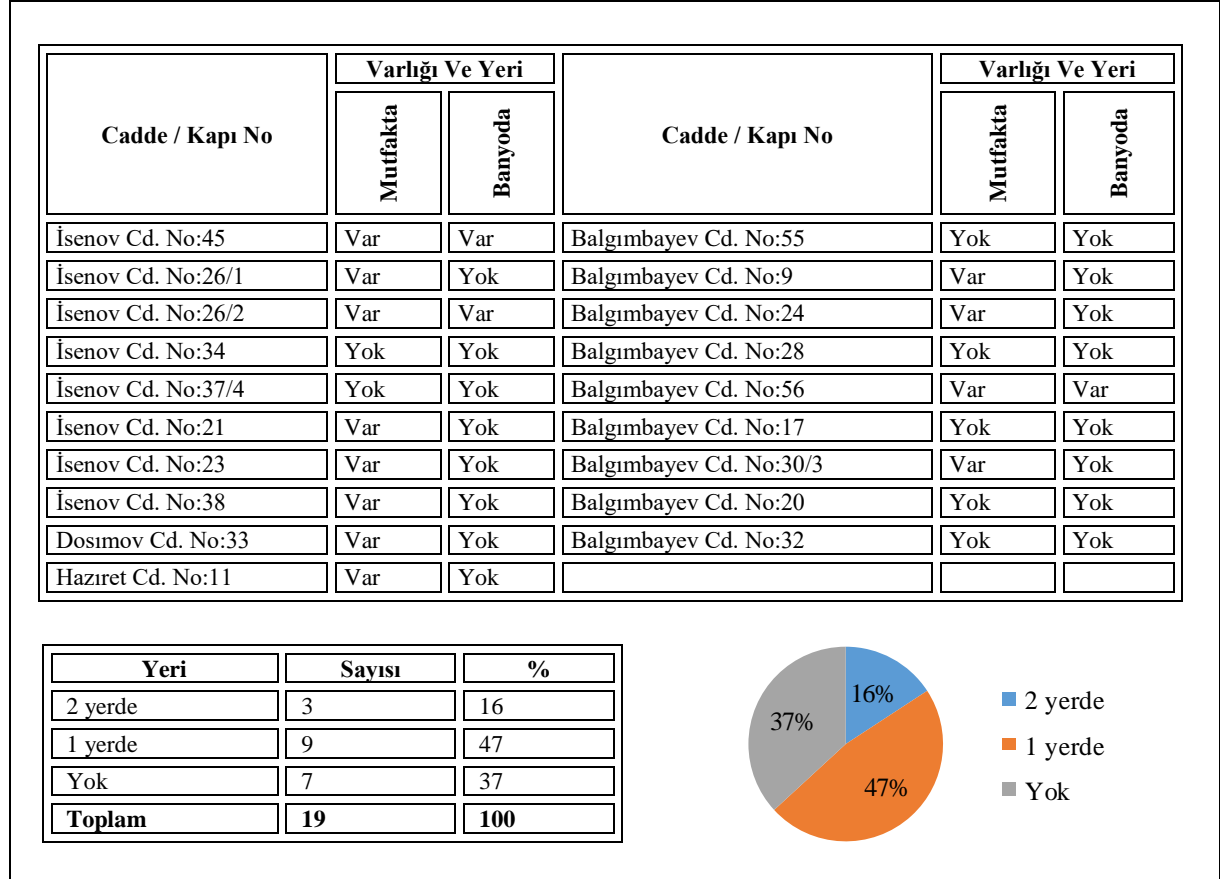 Cadde / Kapı No Varlığı Ve Yeri Cadde / Kapı No Varlığı Ve Yeri
Mutfakta Banyoda Mutfakta Banyoda
İsenov Cd. No:45 Var Var Balgımbayev Cd. No:55 Yok Yok
İsenov Cd. No:26/1 Var Yok Balgımbayev Cd. No:9 Var Yok
İsenov Cd. No:26/2 Var Var Balgımbayev Cd. No:24 Var Yok
İsenov Cd. No:34 Yok Yok Balgımbayev Cd. No:28 Yok Yok
İsenov Cd. No:37/4 Yok Yok Balgımbayev Cd. No:56 Var Var
İsenov Cd. No:21 Var Yok Balgımbayev Cd. No:17 Yok Yok
İsenov Cd. No:23 Var Yok Balgımbayev Cd. No:30/3 Var Yok
İsenov Cd. No:38 Var Yok Balgımbayev Cd. No:20 Yok Yok
Dosımov Cd. No:33 Var Yok Balgımbayev Cd. No:32 Yok Yok
Hazıret Cd. No:11 Var Yok
Yeri Sayısı %
2 yerde 3 16
1 yerde 9 47
Yok 7 37
Toplam 19 100
16%
37%
47%
2 yerde
1 yerde
Yok